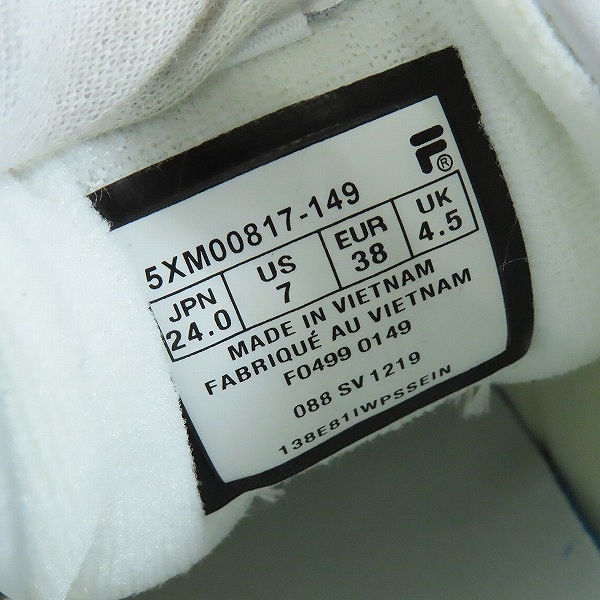 F®
5XM00817-149
JPN US EUR UK
24.0 7 38 4.5
MADE IN VIETNAM
FABRIQUÉ AU VIETNAM
F0499 0149
088 SV 1219
138E81IWPSSEIN